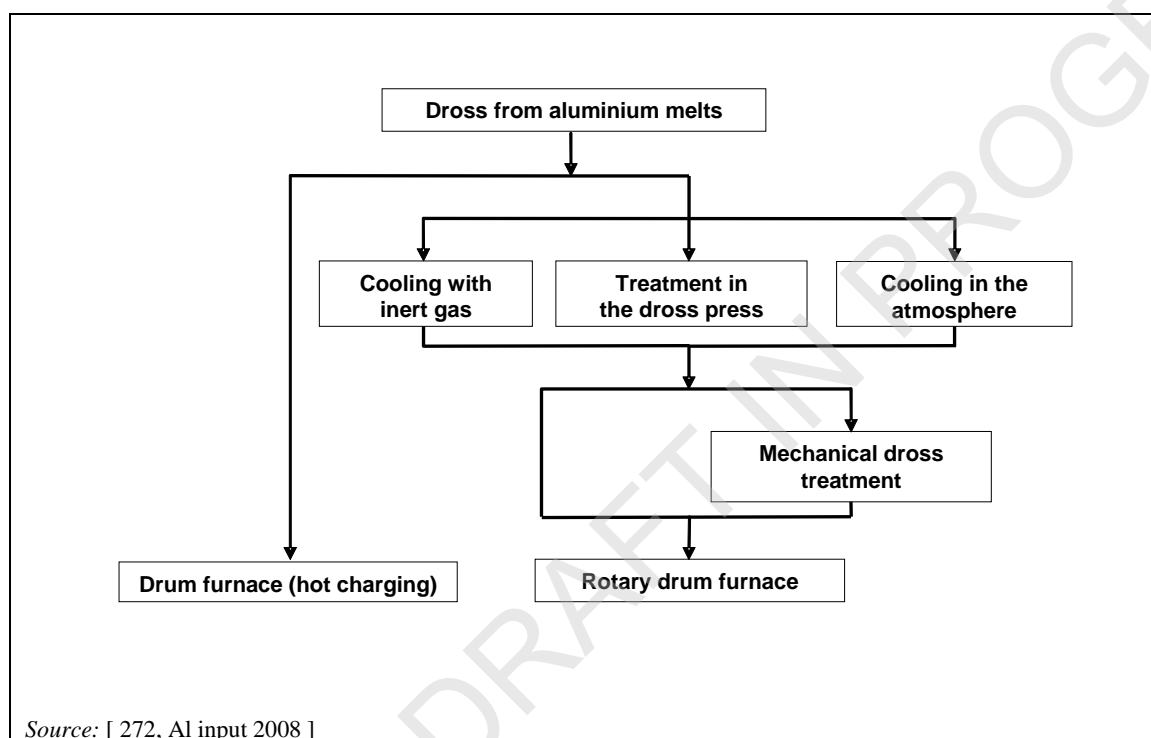 Dross from aluminium melts
Cooling with
inert gas
Treatment in
the dross press
Cooling in the
atmosphere
Mechanical dross
treatment
Drum furnace (hot charging)
Rotary drum furnace
Source: [ 272, Al input 2008 ]
DRAFT IN PROGRE